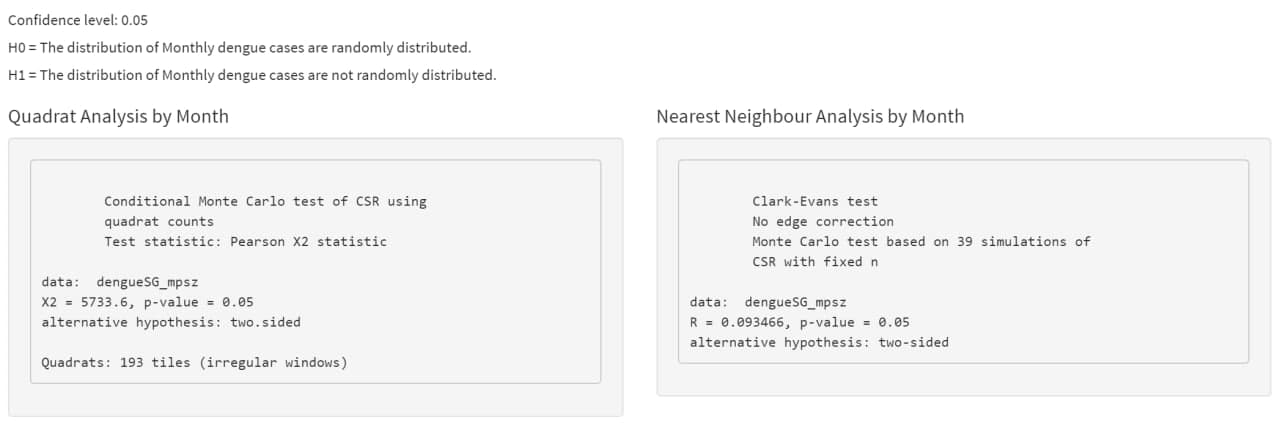 Confidence level: 0.05
H0 = The distribution of Monthly dengue cases are randomly distributed.
H1 = The distribution of Monthly dengue cases are not randomly distributed.
Quadrat Analysis by Month
Conditional Monte Carlo test of CSR using
quadrat counts
Test statistic: Pearson X2 statistic
data:  dengueSG_mpsz
X2 = 5733.6, p-value = 0.05
alternative hypothesis: two.sided
Quadrats: 193 tiles (irregular windows)
Nearest Neighbour Analysis by Month
Clark-Evans test
No edge correction
Monte Carlo test based on 39 simulations of
CSR with fixed n
data:  dengueSG_mpsz
R = 0.093466, p-value = 0.05
alternative hypothesis: two-sided